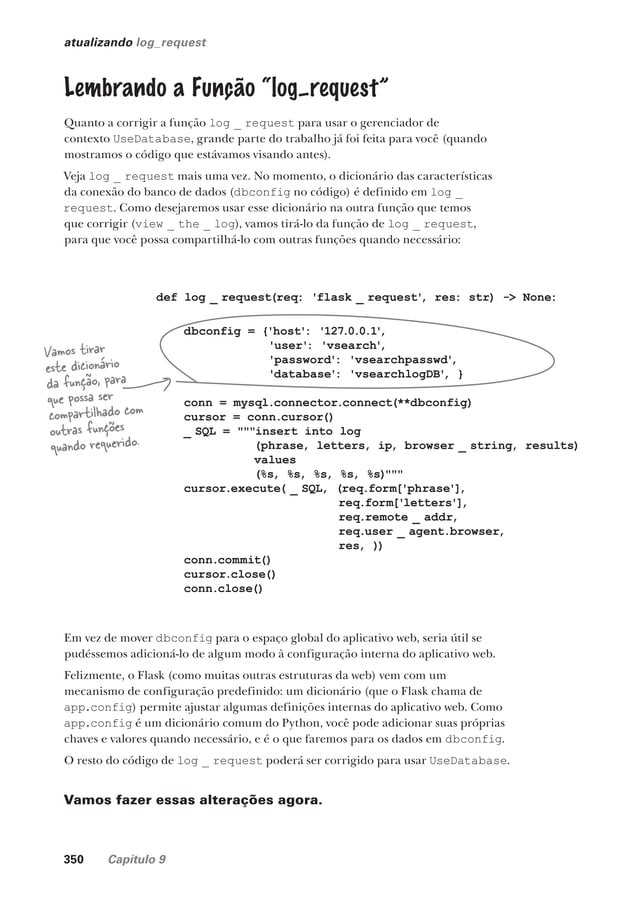 atualizando log_request
Lembrando a Função “log_request”
Quanto a corrigir a função log _ request para usar o gerenciador de
contexto UseDatabase, grande parte do trabalho já foi feita para você (quando
mostramos o código que estávamos visando antes).
Veja log _ request mais uma vez. No momento, o dicionário das características
da conexão do banco de dados (dbconfig no código) é definido em log _
request. Como desejaremos usar esse dicionário na outra função que temos
que corrigir (view _ the _ log), vamos tirá-lo da função de log _ request,
para que você possa compartilhá-lo com outras funções quando necessário:
def log _ request(req: 'flask _ request', res: str) -> None:
dbconfig = {'host': '127.0.0.1',
'user': 'vsearch',
'password': 'vsearchpasswd',
'database': 'vsearchlogDB', }
Vamos tirar
este dicionário
da função, para
que possa ser
compartilhado com
outras funções
quando requerido.
conn = mysql.connector.connect(**dbconfig)
cursor = conn.cursor()
_ SQL = """insert into log
(phrase, letters, ip, browser _ string, results)
values
(%s, %s, %s, %s, %s)"""
cursor.execute( _ SQL, (req.form['phrase'],
req.form['letters'],
req.remote _ addr,
req.user _ agent.browser,
res, ))
conn.commit()
cursor.close()
conn.close()
Em vez de mover dbconfig para o espaço global do aplicativo web, seria útil se
pudéssemos adicioná-lo de algum modo à configuração interna do aplicativo web.
Felizmente, o Flask (como muitas outras estruturas da web) vem com um
mecanismo de configuração predefinido: um dicionário (que o Flask chama de
app.config) permite ajustar algumas definições internas do aplicativo web. Como
app.config é um dicionário comum do Python, você pode adicionar suas próprias
chaves e valores quando necessário, e é o que faremos para os dados em dbconfig.
O resto do código de log _ request poderá ser corrigido para usar UseDatabase.
Vamos fazer essas alterações agora.
350 Capítulo 9